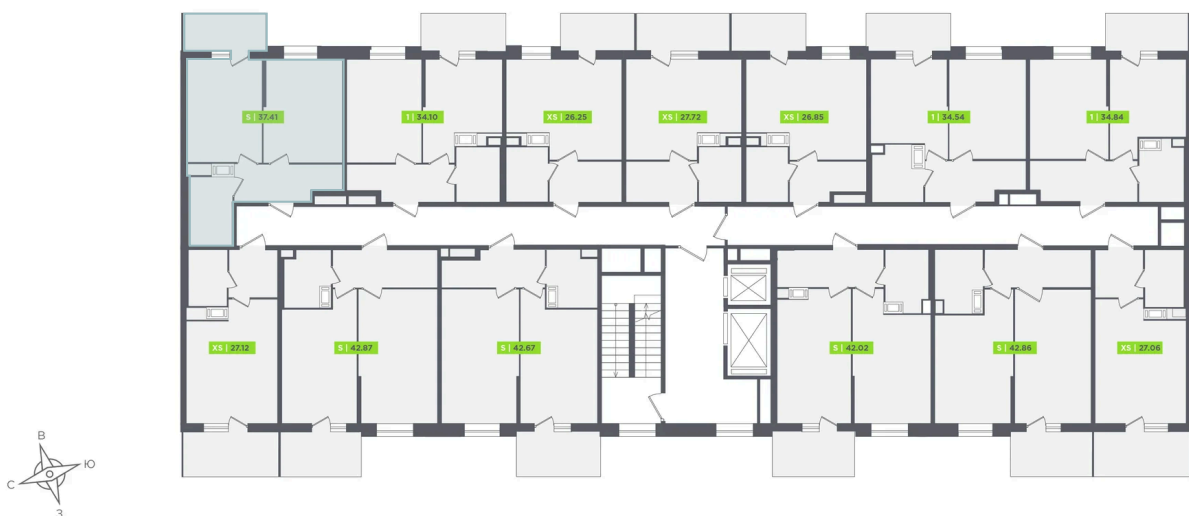 S | 37.41
1 | 34.10
XS | 26.25
XS | 27.72
XS | 26.85
1 | 34.54
1 | 34.84
XS | 27.12
S | 42.87
S | 42.67
S | 42.02
S | 42.86
XS | 27.06
В
Ю
С
З